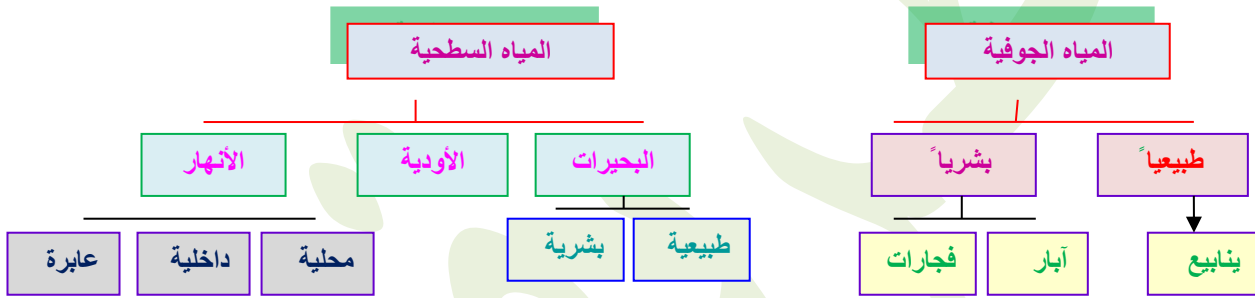 المياه الجوفية
المياه السطحية
طبيعياً
بشرياً
البحيرات
الأودية
الأنهار
ينابيع
آبار
فجارات
طبيعية
بشرية
محلية
داخلية
عابرة